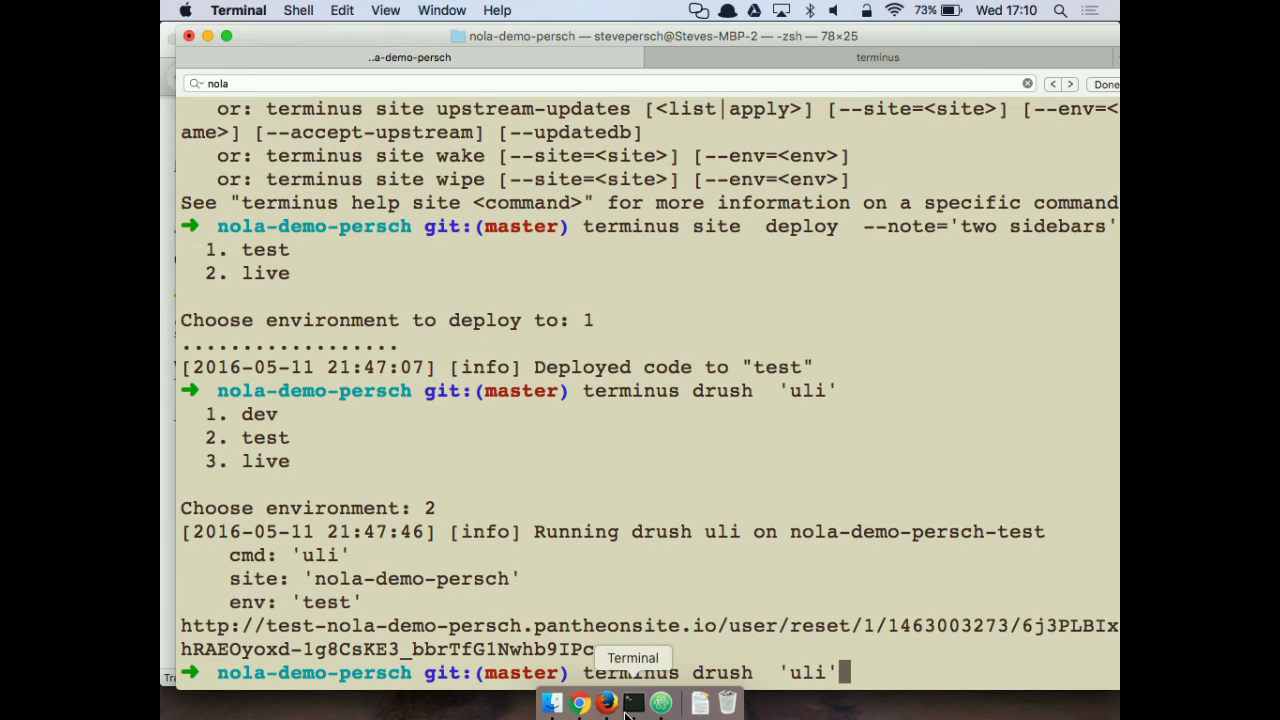 Terminal Shell Edit View Window Help 73% Wed 17:10
nola-demo-persch — stevepersch@Steves-MBP-2 — -zsh — 78×25
..a-demo-persch terminus
nola Done
or: terminus site upstream-updates [<list|apply>] [--site=<site>] [--env=<
ame>] [--accept-upstream] [--updatedb]
or: terminus site wake [--site=<site>] [--env=<env>]
or: terminus site wipe [--site=<site>] [--env=<env>]
See "terminus help site <command>" for more information on a specific command
➜ nola-demo-persch git:(master) terminus site  deploy  --note='two sidebars'
1. test
2. live
Choose environment to deploy to: 1
..................
[2016-05-11 21:47:07] [info] Deployed code to "test"
➜ nola-demo-persch git:(master) terminus drush  'uli'
1. dev
2. test
3. live
Choose environment: 2
[2016-05-11 21:47:46] [info] Running drush uli on nola-demo-persch-test
cmd: 'uli'
site: 'nola-demo-persch'
env: 'test'
http://test-nola-demo-persch.pantheonsite.io/user/reset/1/1463003273/6j3PLBIx
hRAEOyoxd-1g8CsKE3_bbrTfG1Nwhb9IPc
Terminal
➜ nola-demo-persch git:(master) terminus drush  'uli'